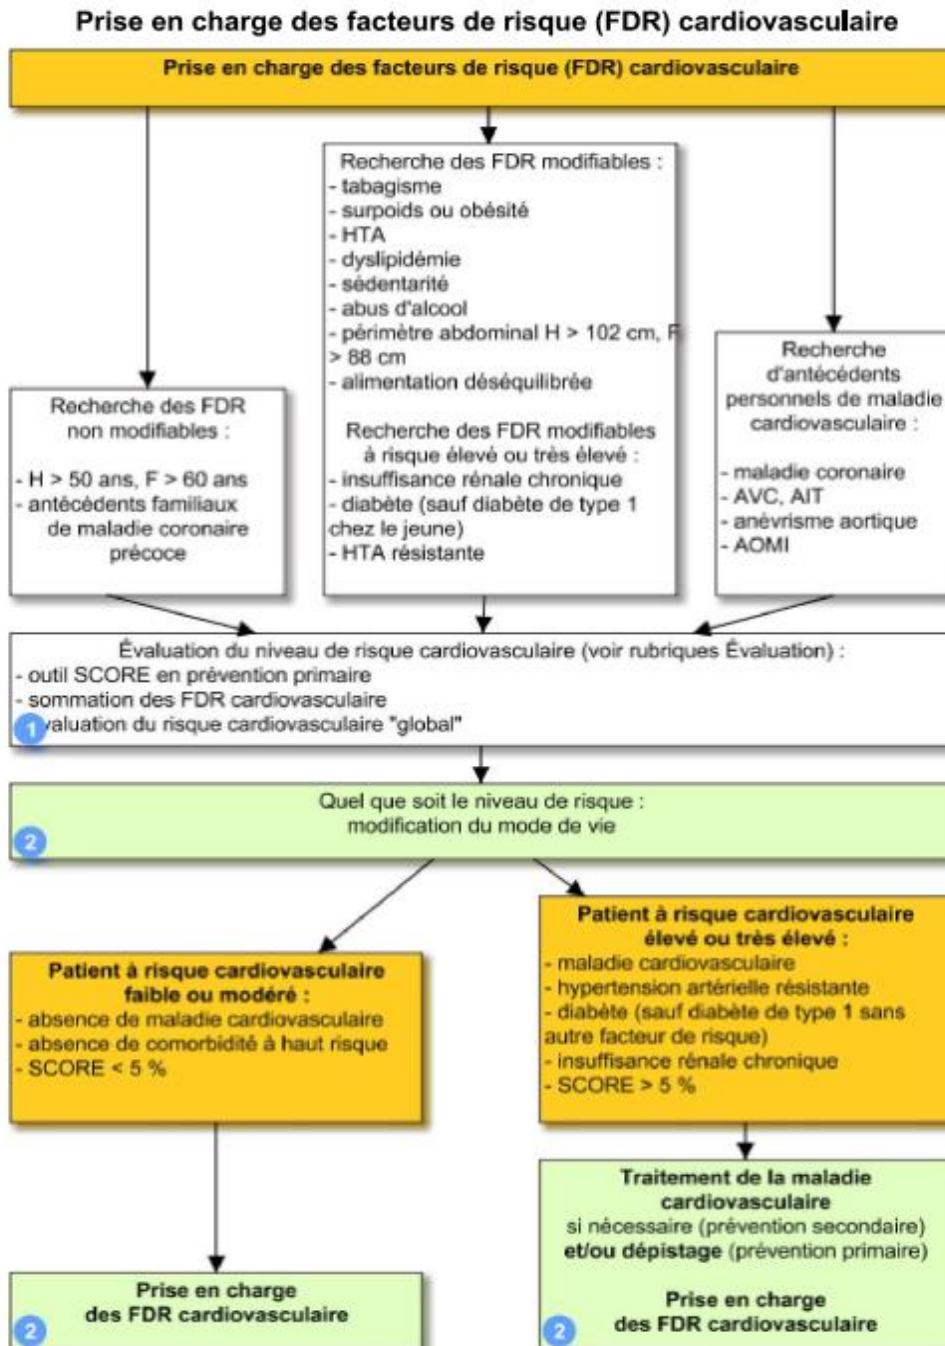 Prise en charge des facteurs de risque (FDR) cardiovasculaire
Prise en charge des facteurs de risque (FDR) cardiovasculaire
Recherche des FDR
non modifiables :
- H > 50 ans, F > 60 ans
- antécédents familiaux
de maladie coronaire
précoce
Recherche des FDR modifiables :
- tabagisme
- surpoids ou obésité
- HTA
- dyslipidémie
- sédentarité
- abus d'alcool
- périmètre abdominal H > 102 cm, F
> 88 cm
- alimentation déséquilibrée
Recherche des FDR modifiables
à risque élevé ou très élevé :
- insuffisance rénale chronique
- diabète (sauf diabète de type 1
chez le jeune)
- HTA résistante
Recherche
d'antécédents
personnels de maladie
cardiovasculaire :
- maladie coronaire
- AVC, AIT
- anévrisme aortique
- AOMI
Évaluation du niveau de risque cardiovasculaire (voir rubriques Évaluation) :
- outil SCORE en prévention primaire
- sommation des FDR cardiovasculaire
valuation du risque cardiovasculaire "global"
1
Quel que soit le niveau de risque :
modification du mode de vie
2
Patient à risque cardiovasculaire
faible ou modéré :
- absence de maladie cardiovasculaire
- absence de comorbidité à haut risque
- SCORE < 5 %
Patient à risque cardiovasculaire
élevé ou très élevé :
- maladie cardiovasculaire
- hypertension artérielle résistante
- diabète (sauf diabète de type 1 sans
autre facteur de risque)
- insuffisance rénale chronique
- SCORE > 5 %
Prise en charge
des FDR cardiovasculaire
2
Traitement de la maladie
cardiovasculaire
si nécessaire (prévention secondaire)
et/ou dépistage (prévention primaire)
Prise en charge
des FDR cardiovasculaire
2